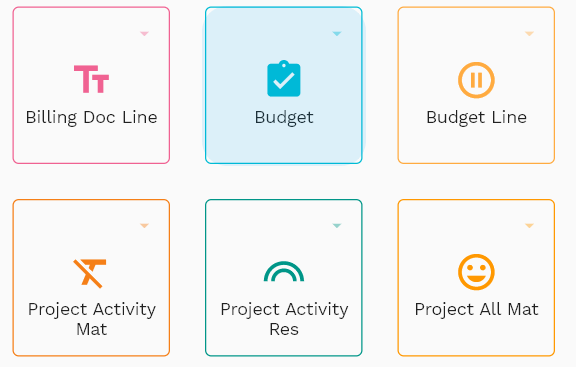 Billing Doc Line
Budget
Budget Line
Project Activity
Mat
Project Activity
Res
Project All Mat